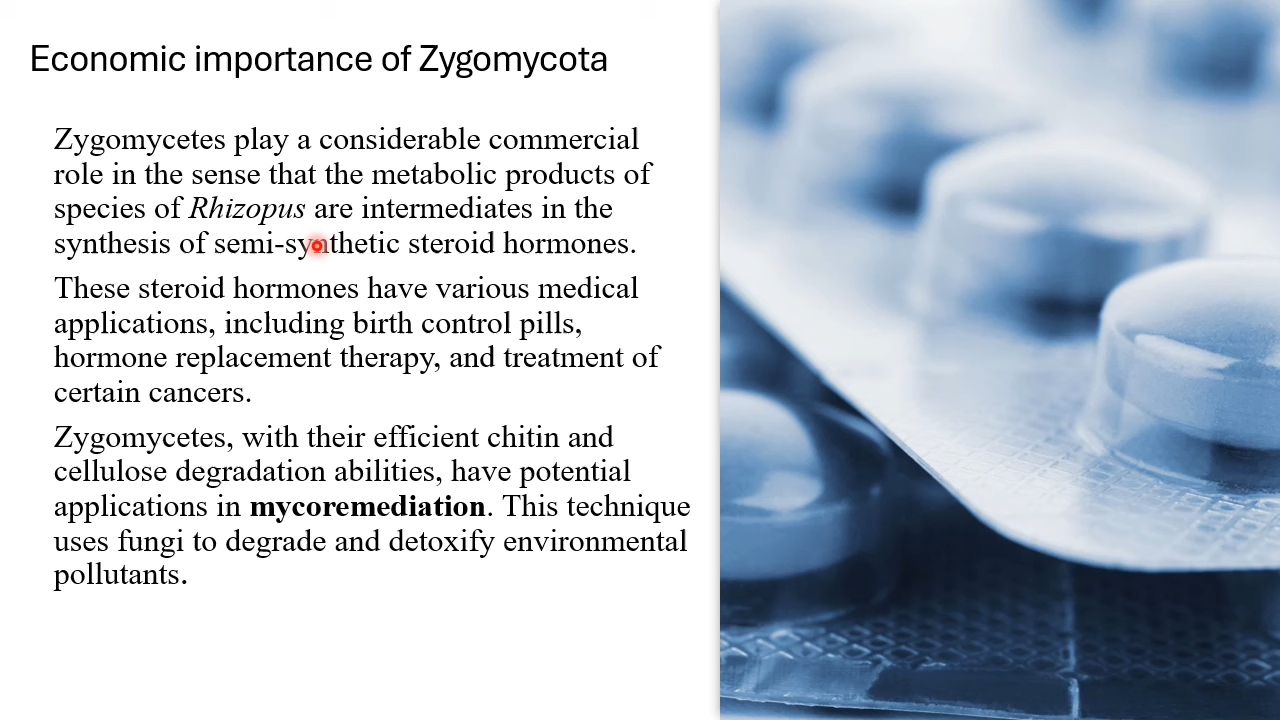 Economic importance of Zygomycota
Zygomycetes play a considerable commercial
role in the sense that the metabolic products of
species of Rhizopus are intermediates in the
synthesis of semi-synthetic steroid hormones.
These steroid hormones have various medical
applications, including birth control pills,
hormone replacement therapy, and treatment of
certain cancers.
Zygomycetes, with their efficient chitin and
cellulose degradation abilities, have potential
applications in mycoremediation. This technique
uses fungi to degrade and detoxify environmental
pollutants.